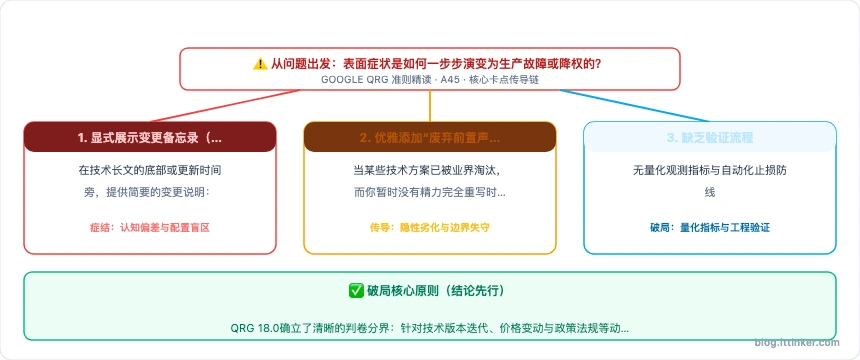 ⚠️ 从问题出发：表面症状是如何一步步演变为生产故障或降权的？
GOOGLE QRG 准则精读 · A45 · 核心卡点传导链
1. 显式展示变更备忘录（...
在技术长文的底部或更新时间
旁，提供简要的变更说明：
症结：认知偏差与配置盲区
2. 优雅添加“废弃前置声...
当某些技术方案已被业界淘汰，
而你暂时没有精力完全重写时...
传导：隐性劣化与边界失守
3. 缺乏验证流程
无量化观测指标与自动化止损防
线
破局：量化指标与工程验证
✅ 破局核心原则（结论先行）
QRG 18.0确立了清晰的判卷分界：针对技术版本迭代、价格变动与政策法规等动...
blog.ittinker.com